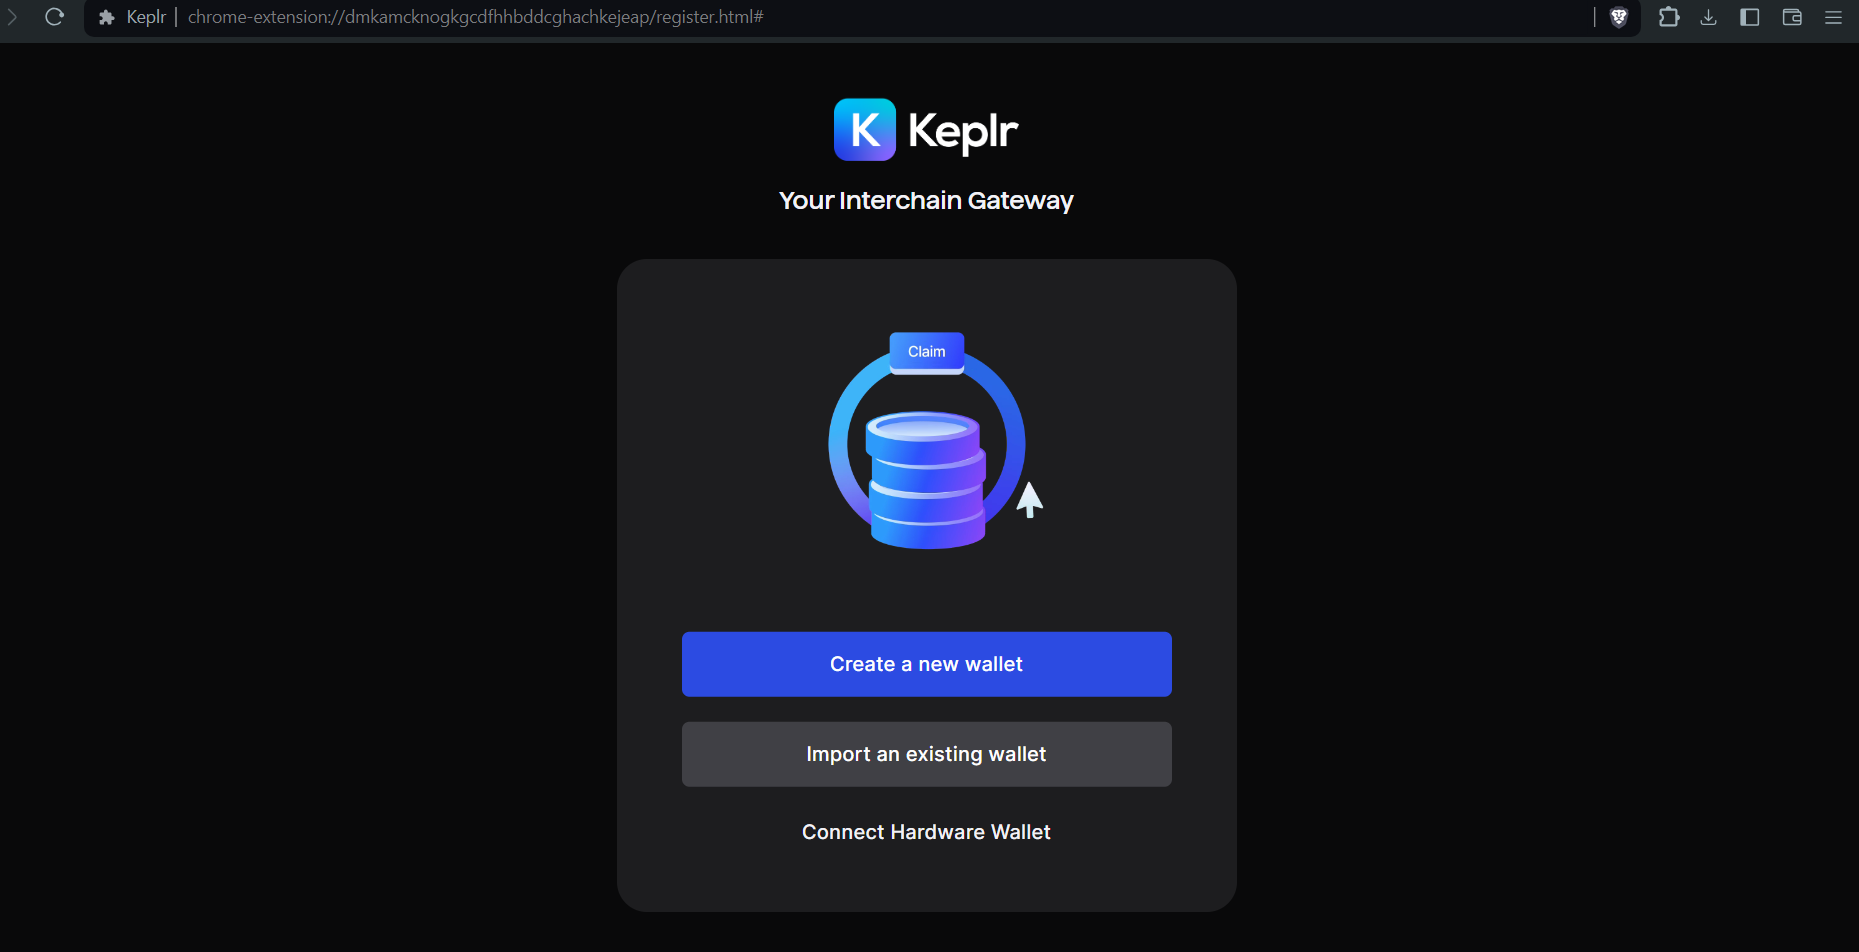 Keplr | chrome-extension://dmkamcknogkgcdfhhbddcghachkejeap/register.html#
K Keplr
Your Interchain Gateway
Claim
Create a new wallet
Import an existing wallet
Connect Hardware Wallet